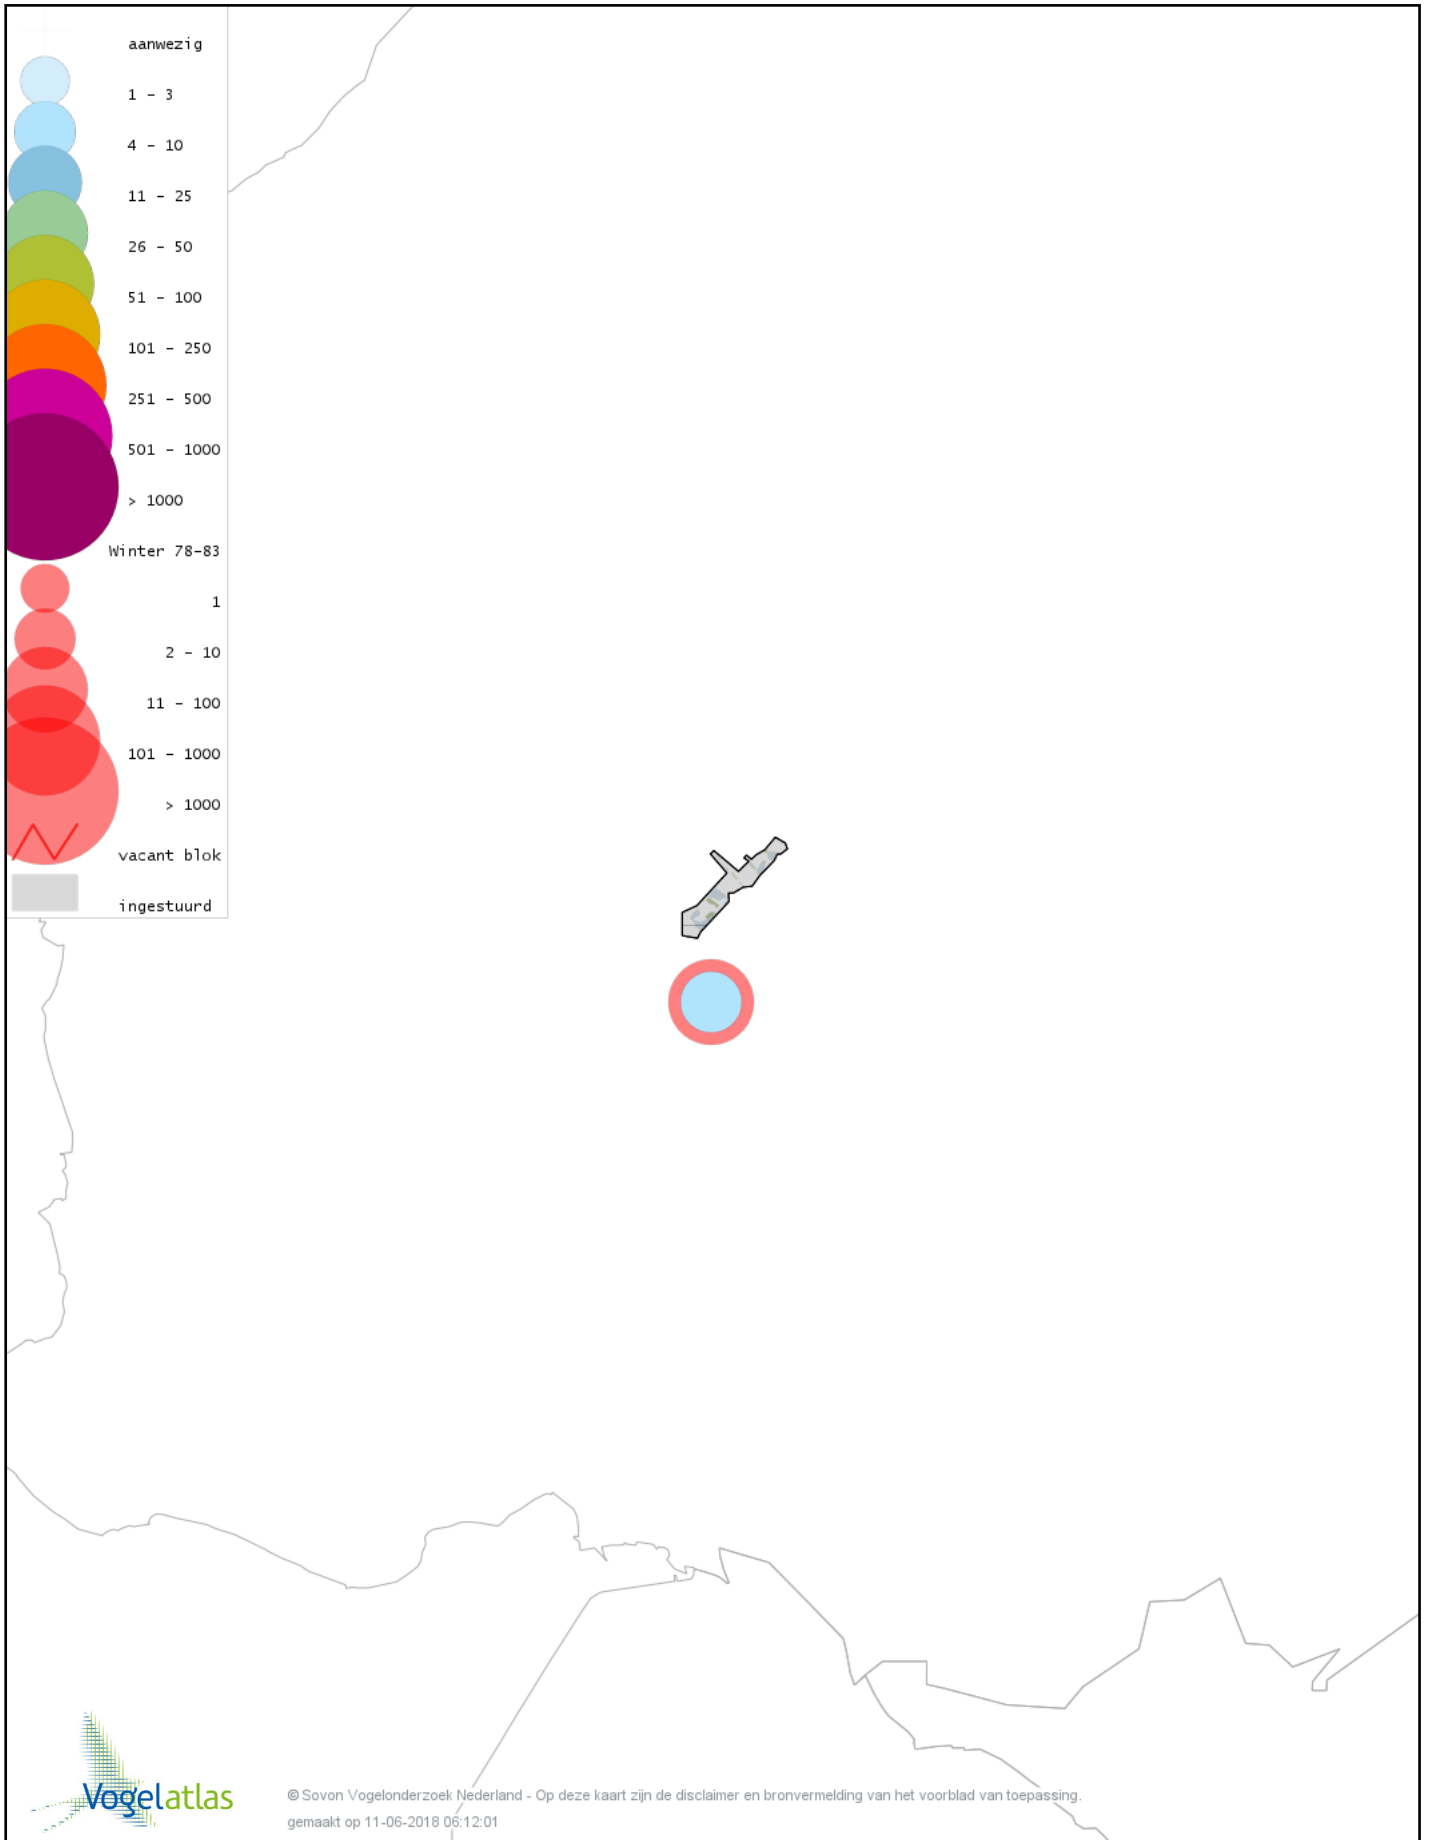 aanwezig
1 - 3
4 - 10
11 - 25
26 - 50
51 - 100
101 - 250
251 - 500
501 - 1000
> 1000
Winter 78-83
1
2 - 10
11 - 100
101 - 1000
> 1000
vacant blok
ingestuurd
Vogelatlas
© Sovon Vogelonderzoek Nederland - Op deze kaart zijn de disclaimer en bronvermelding van het voorblad van toepassing.
gemaakt op 11-06-2018 06:12:01